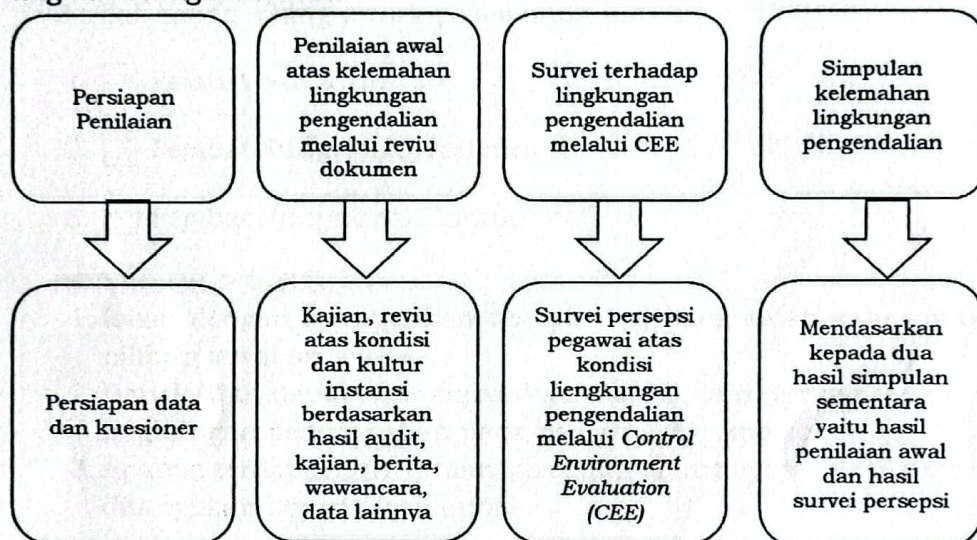 Persiapan
Penilaian
Penilaian awal
atas kelemahan
lingkungan
pengendalian
melalui reviu
dokumen
Survei terhadap
lingkungan
pengendalian
melalui CEE
Simpulan
kelemahan
lingkungan
pengendalian
Persiapan data
dan kuesioner
Kajian, reviu
atas kondisi
dan kultur
instansi
berdasarkan
hasil audit,
kajian, berita,
wawancara,
dan lainnya
Survei persepsi
pegawai atas
kondisi
liengkungan
pengendalian
melalui Control
Environment
Evaluction
(CEE)
Mendasarkan
kepada dua
hasil simpulan
sementara
yaitu hasil
penilaian awal
dan hasil
survei persepsi